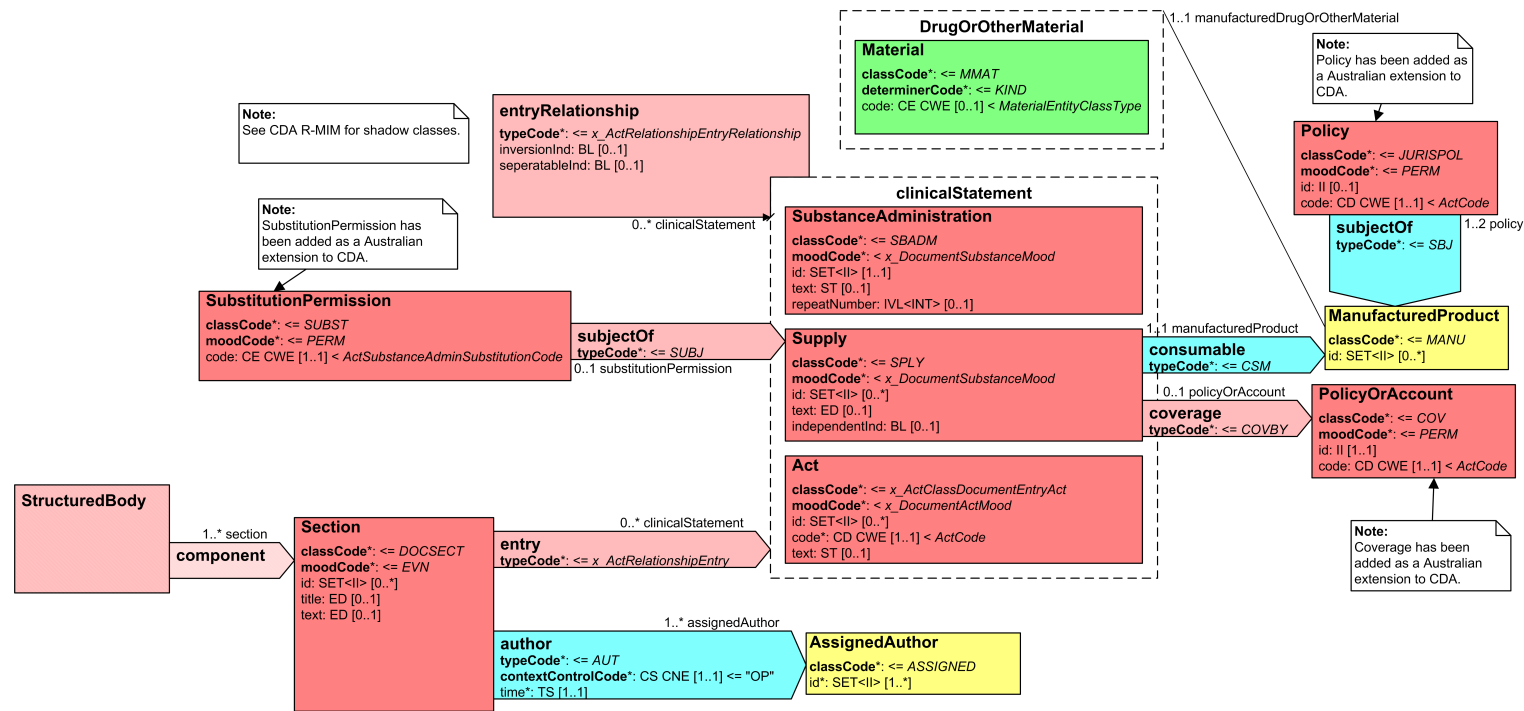 DrugOrOtherMaterial
1..1 manufacturedDrugOrOtherMaterial
Material
classCode*: <= MMAT
determinerCode*: <= KIND
code: CE CWE [0..1] < MaterialEntityClassType
Note:
Policy has been added as
a Australian extension to
CDA.
Note:
See CDA R-MIM for shadow classes.
entryRelationship
typeCode*: <= x_ActRelationshipEntryRelationship
inversionInd: BL [0..1]
seperatableInd: BL [0..1]
0..* clinicalStatement
Policy
classCode*: <= JURISPOL
moodCode*: <= PERM
id: II [0..1]
code: CD CWE [1..1] < ActCode
subjectOf
typeCode*: <= SBJ
1..2 policy
clinicalStatement
SubstanceAdministration
classCode*: <= SBADM
moodCode*: < x_DocumentSubstanceMood
id: SET<II> [1..1]
text: ST [0..1]
repeatNumber: IVL<INT> [0..1]
Note:
SubstitutionPermission has
been added as a Australian
extension to CDA.
SubstitutionPermission
classCode*: <= SUBST
moodCode*: <= PERM
code: CE CWE [1..1] < ActSubstanceAdminSubstitutionCode
subjectOf
typeCode*: <= SUBJ
0..1 substitutionPermission
Supply
classCode*: <= SPLY
moodCode*: < x_DocumentSubstanceMood
id: SET<II> [0..*]
text: ED [0..1]
independentInd: BL [0..1]
1..1 manufacturedProduct
consumable
typeCode*: <= CSM
ManufacturedProduct
classCode*: <= MANU
id: SET<II> [0..*]
0..1 policyOrAccount
coverage
typeCode*: <= COVBY
PolicyOrAccount
classCode*: <= COV
moodCode*: <= PERM
id: II [1..1]
code: CD CWE [1..1] < ActCode
Note:
Coverage has been
added as a Australian
extension to CDA.
Act
classCode*: <= x_ActClassDocumentEntryAct
moodCode*: < x_DocumentActMood
id: SET<II> [0..*]
code*: CD CWE [1..1] < ActCode
text: ST [0..1]
StructuredBody
1..* section
component
Section
classCode*: <= DOCSECT
moodCode*: <= EVN
id: SET<II> [0..*]
title: ED [0..1]
text: ED [0..1]
0..* clinicalStatement
entry
typeCode*: <= x_ActRelationshipEntry
1..* assignedAuthor
author
typeCode*: <= AUT
contextControlCode*: CS CNE [1..1] <= "OP"
time*: TS [1..1]
AssignedAuthor
classCode*: <= ASSIGNED
id*: SET<II> [1..*]